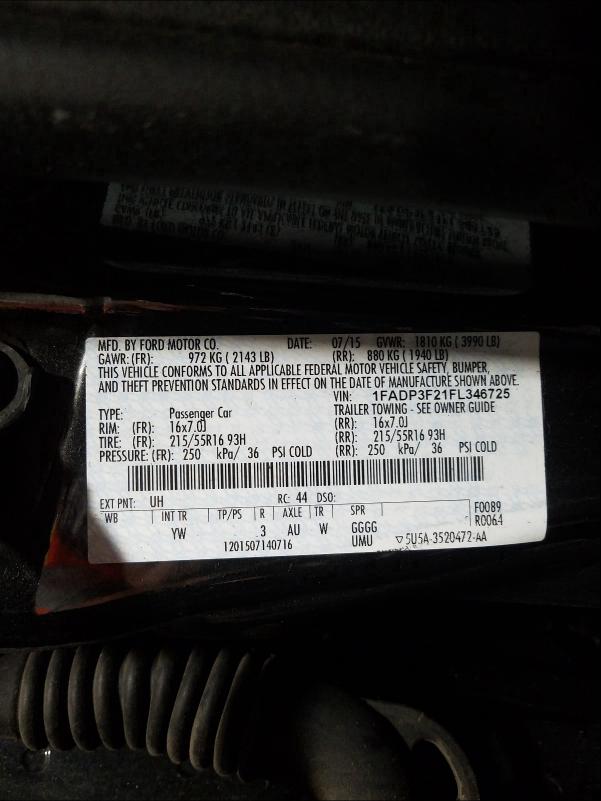 MFD. BY FORD MOTOR CO. DATE: 07/15 GVWR: 1810 KG ( 3990 LB)
GAWR: (FR): 972 KG ( 2143 LB) (RR): 880 KG ( 1940 LB)
THIS VEHICLE CONFORMS TO ALL APPLICABLE FEDERAL MOTOR VEHICLE SAFETY, BUMPER,
AND THEFT PREVENTION STANDARDS IN EFFECT ON THE DATE OF MANUFACTURE SHOWN ABOVE.
VIN: 1FADP3F21FL346725
TYPE: Passenger Car TRAILER TOWING - SEE OWNER GUIDE
RIM: (FR): 16x7.0J (RR): 16x7.0J
TIRE: (FR): 215/55R16 93H (RR): 215/55R16 93H
PRESSURE: (FR): 250 kPa/ 36 PSI COLD (RR): 250 kPa/ 36 PSI COLD
EXT PNT: UH RC: 44 DSO:
WB INT TR TP/PS R AXLE TR SPR F0089
YW 3 AU W GGGG R0064
1201507140716 UMU ▽5U5A-3520472-AA